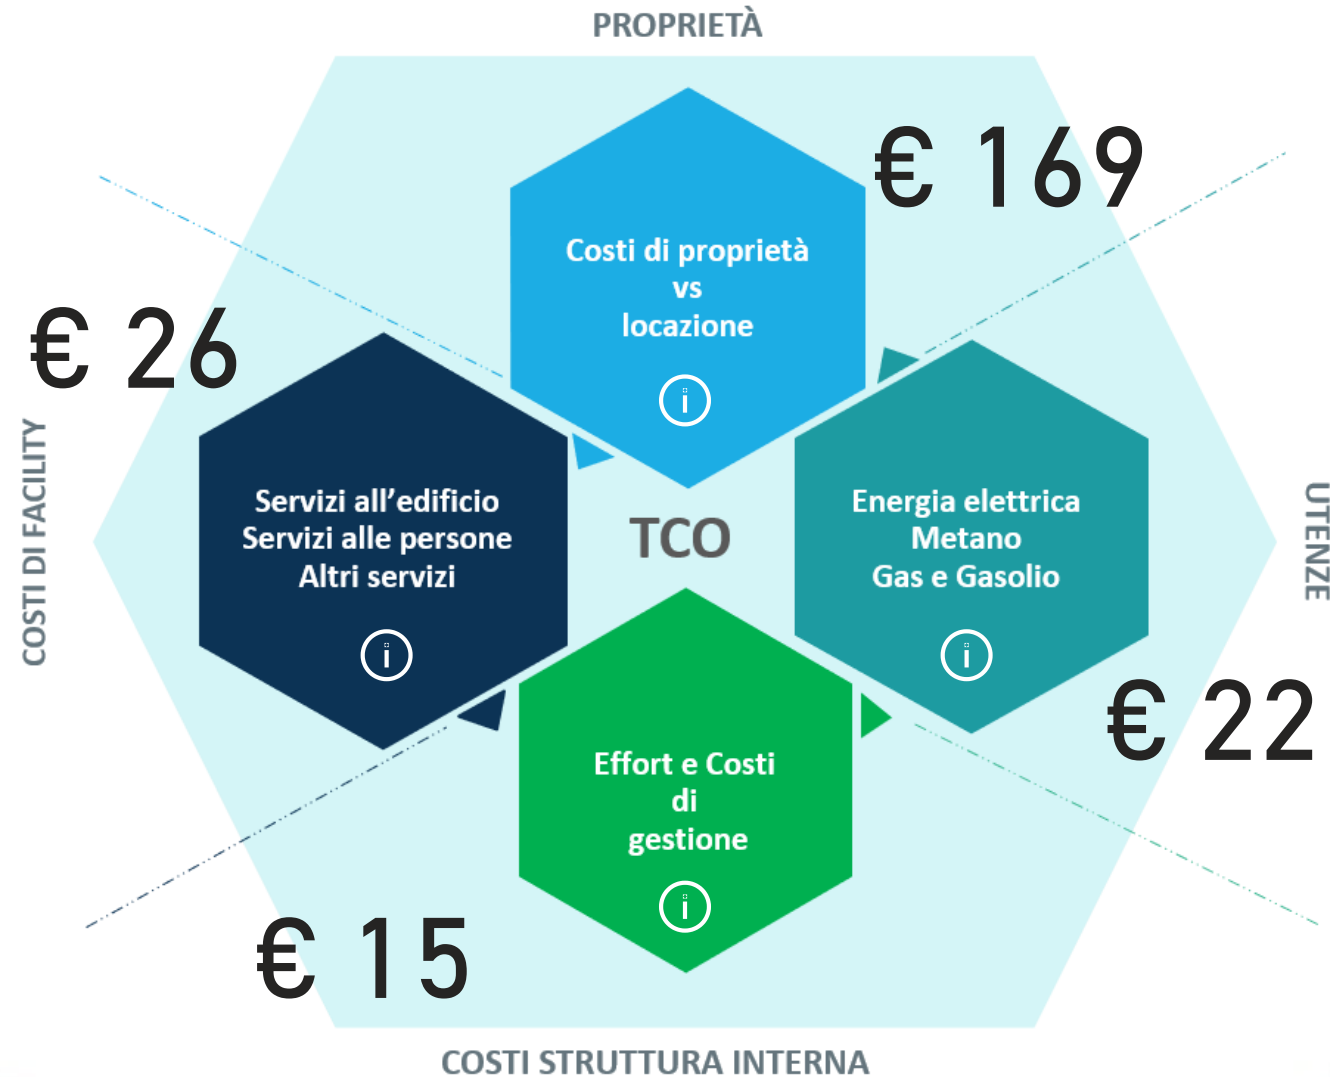 PROPRIETÀ
€ 169
Costi di proprietà
vs
locazione
i
€ 26
COSTI DI FACILITY
Servizi all’edificio
Servizi alle persone
Altri servizi
i
TCO
Energia elettrica
Metano
Gas e Gasolio
i
UTENZE
€ 22
Effort e Costi
di
gestione
i
€ 15
COSTI STRUTTURA INTERNA